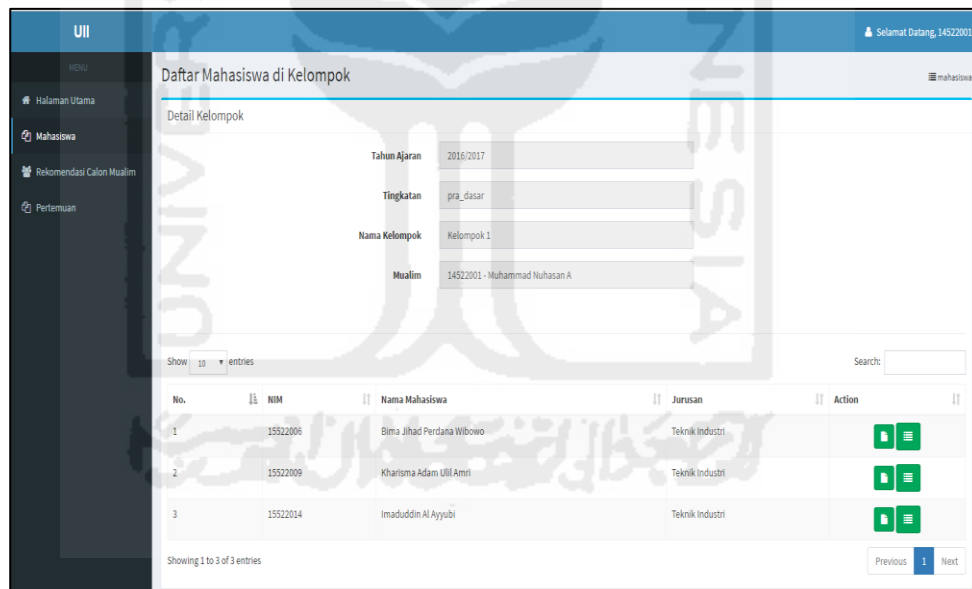 UII
Selamat Datang, 14522001
MENU
Halaman Utama
Mahasiswa
Rekomendasi Calon Mualim
Pertemuan
Daftar Mahasiswa di Kelompok
mahasiswa
Detail Kelompok
Tahun Ajaran 2016/2017
Tingkatan pra_dasar
Nama Kelompok Kelompok 1
Mualim 14522001 - Muhammad Nuhasan A
Show 10 entries Search:
No. NIM Nama Mahasiswa Jurusan Action
1 15522006 Bima Jihad Perdana Wibowo Teknik Industri
2 15522009 Kharisma Adam Ulil Amri Teknik Industri
3 15522014 Imaduddin Al Ayyubi Teknik Industri
Showing 1 to 3 of 3 entries Previous 1 Next